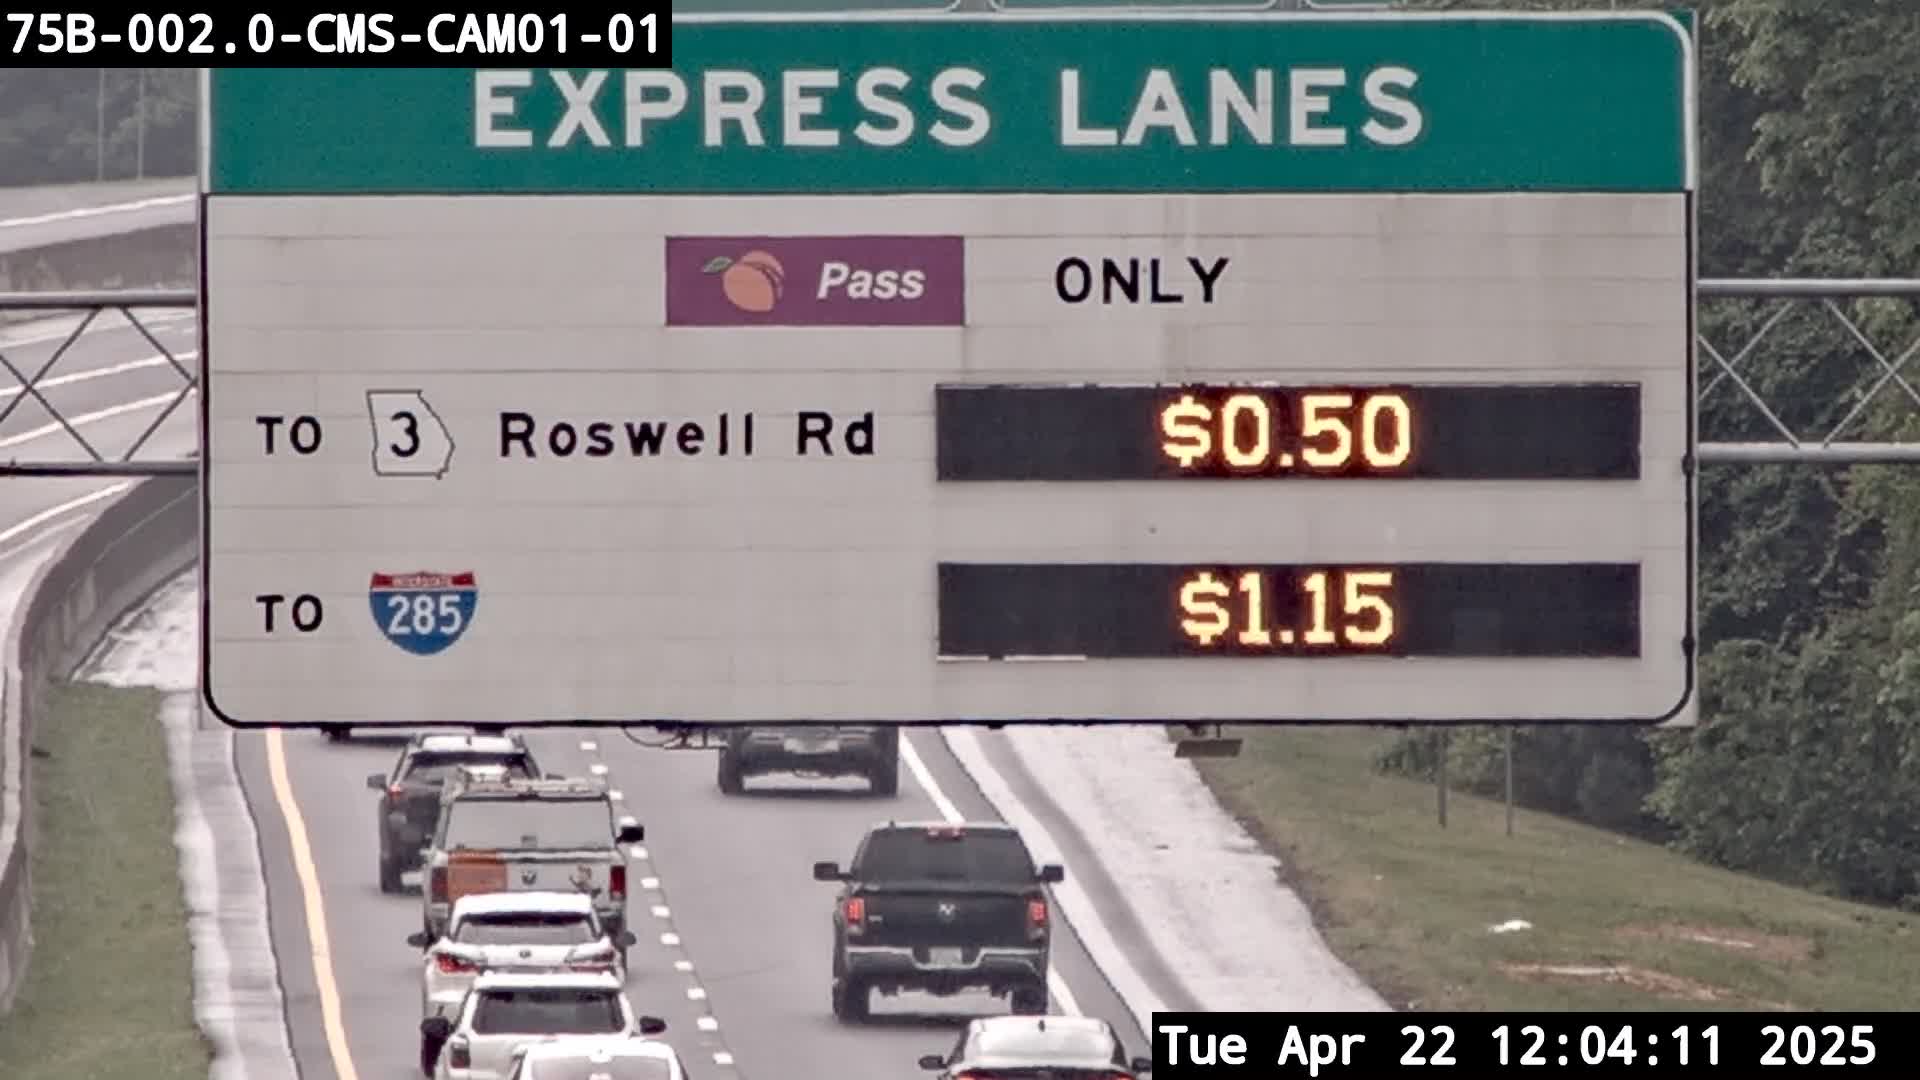 75B-002.0-CMS-CAM01-01
EXPRESS LANES
Pass ONLY
TO 3 Roswell Rd $0.50
INTERSTATE
TO 285 $1.15
Tue Apr 22 12:04:11 2025